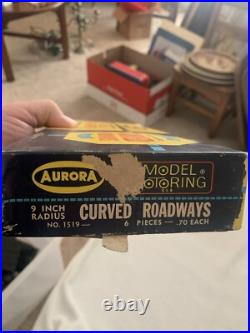 AURORA
MODEL
MOTORING
®
9 INCH
RADIUS
CURVED ROADWAYS
NO. 1519—
6 PIECES — .70 EACH